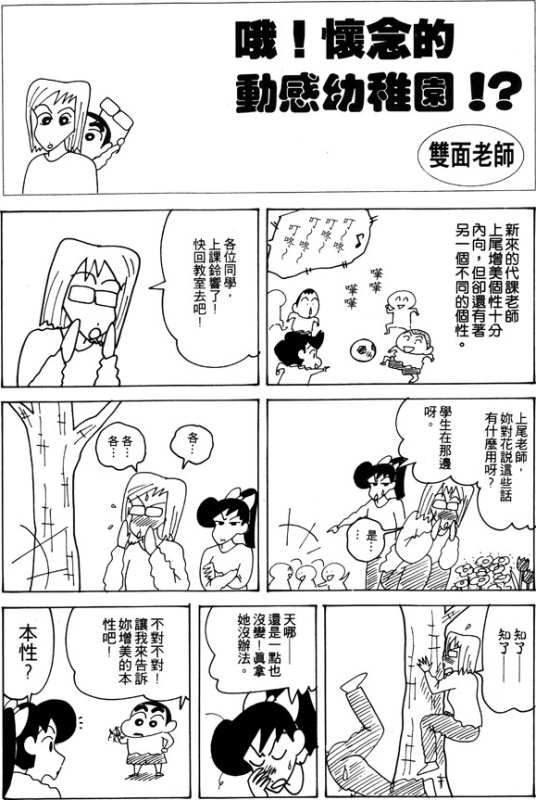 哦！懷念的
動感幼稚園!?
雙面老師
新來的代課老師
上尾增美個性十分
內向，但卻還有著
另一個不同的個性。
叮咚
叮咚
叮咚
嘩嘩
嘩嘩
各位同學，
上課鈴響了！
快回教室去吧！
上尾老師，
妳對花說這些話
有什麼用呀？
學生在那邊
呀。
…是…
…
各…
各…
各…
知了——
知了——
天哪——
還是一點也
沒變！真拿
她沒辦法。
不對不對！
讓我來告訴
妳增美的本
性吧！
本性？